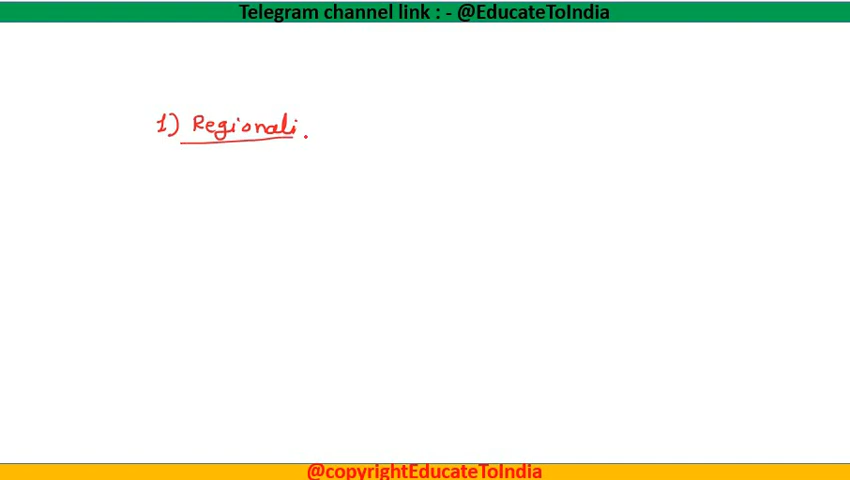 Telegram channel link : - @EducateToIndia
1) Regionali.
@copyrightEducateToIndia